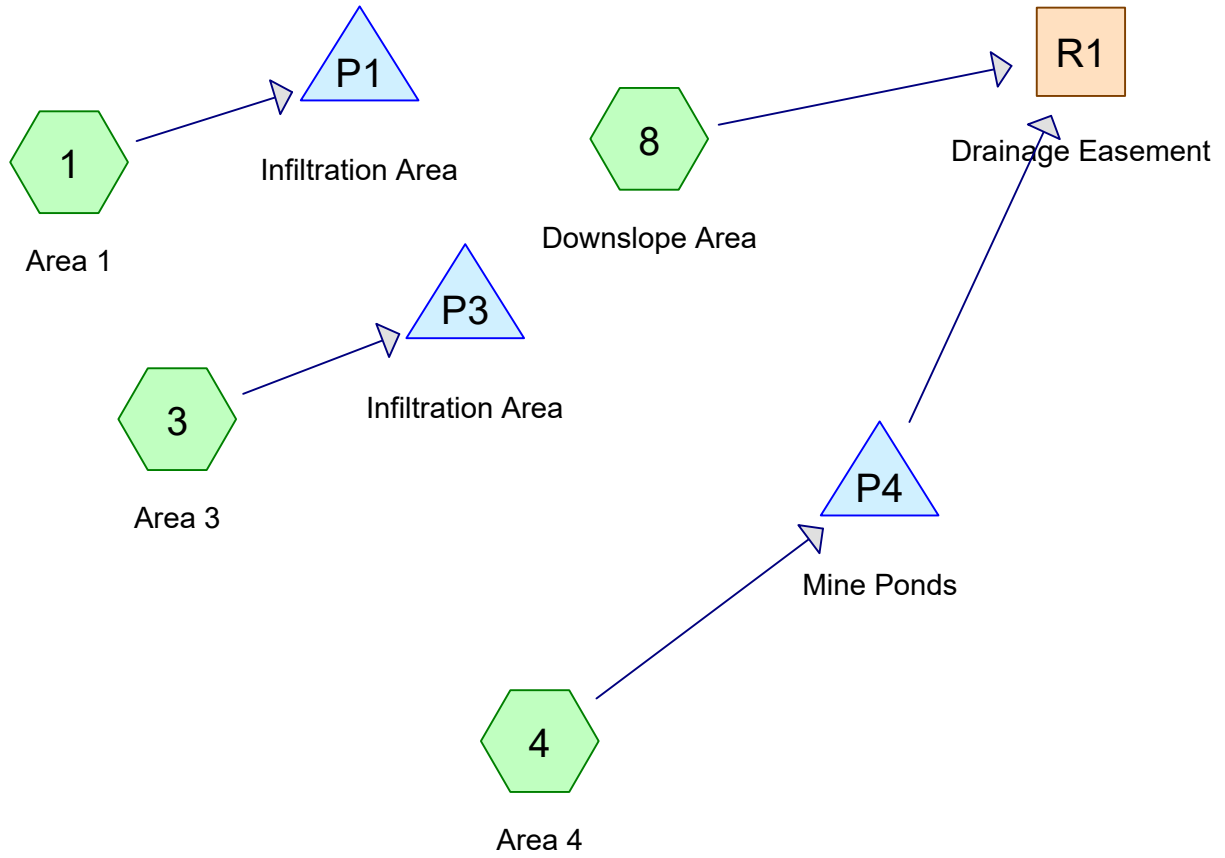 P1
R1
1
8
Infiltration Area
Drainage Easement
Area 1
Downslope Area
P3
3
Infiltration Area
Area 3
P4
Mine Ponds
4
Area 4